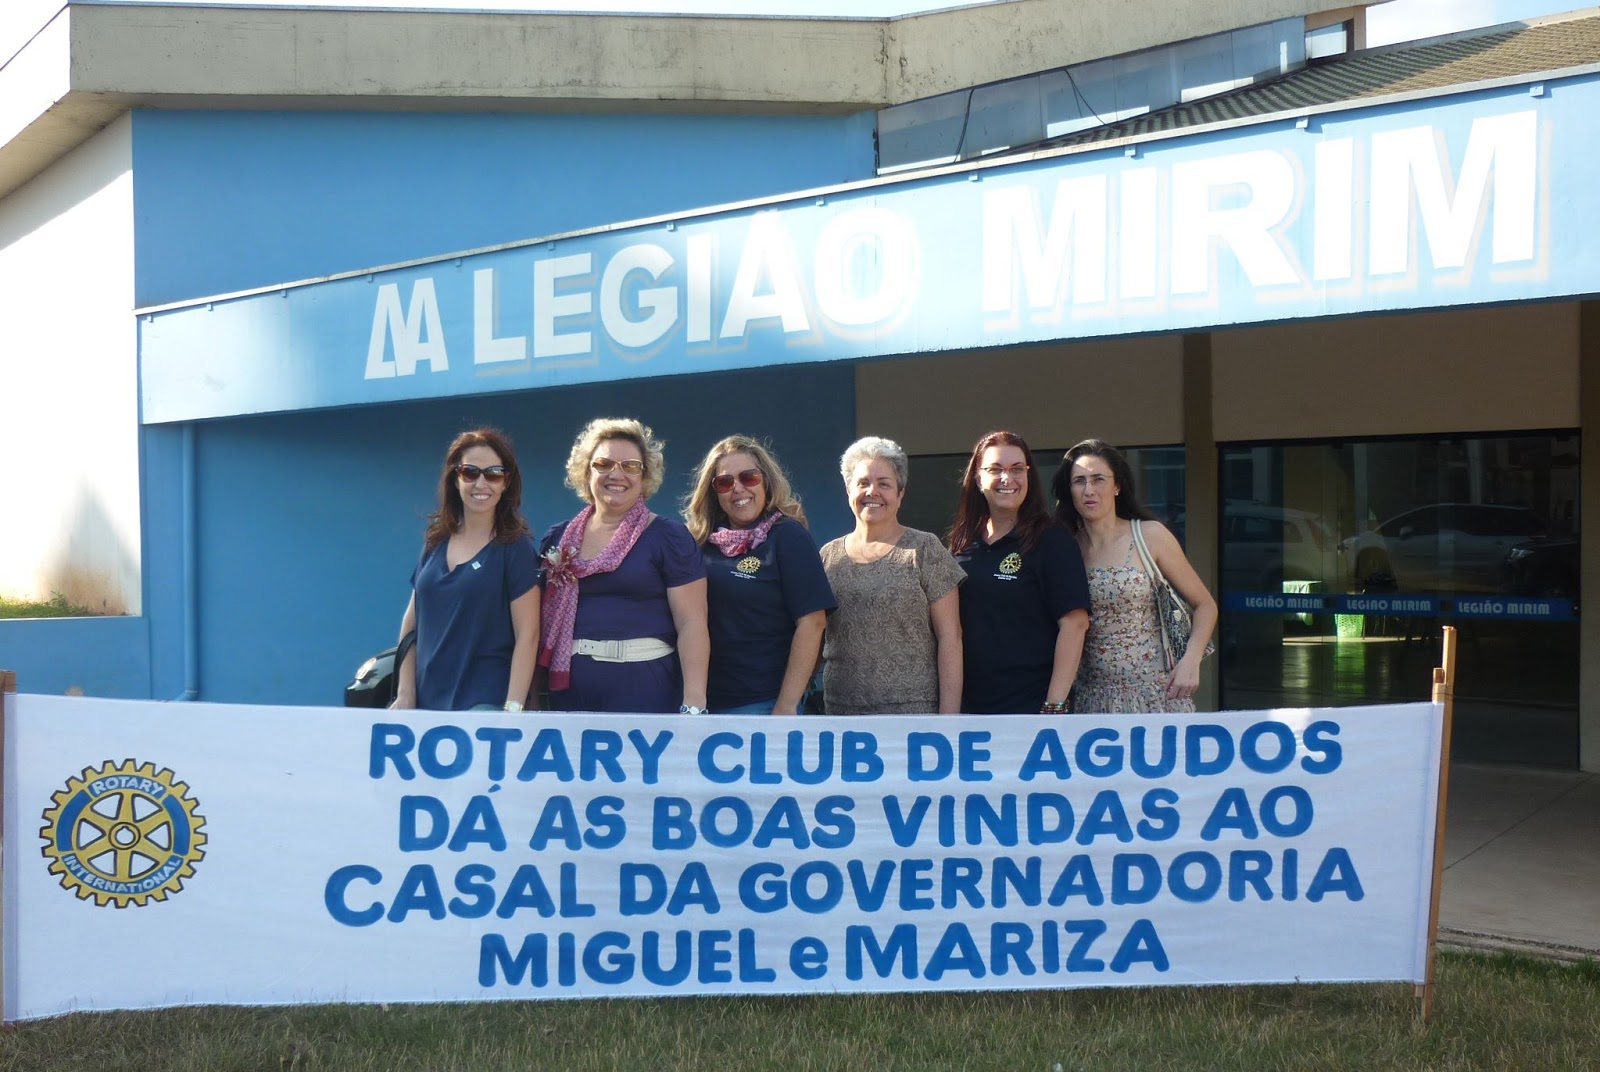 LEGIÃO MIRIM
LEGIÃO MIRIM LEGIÃO MIRIM LEGIÃO MIRIM
ROTARY
INTERNATIONAL
ROTARY CLUB DE AGUDOS
DÁ AS BOAS VINDAS AO
CASAL DA GOVERNADORIA
MIGUEL e MARIZA